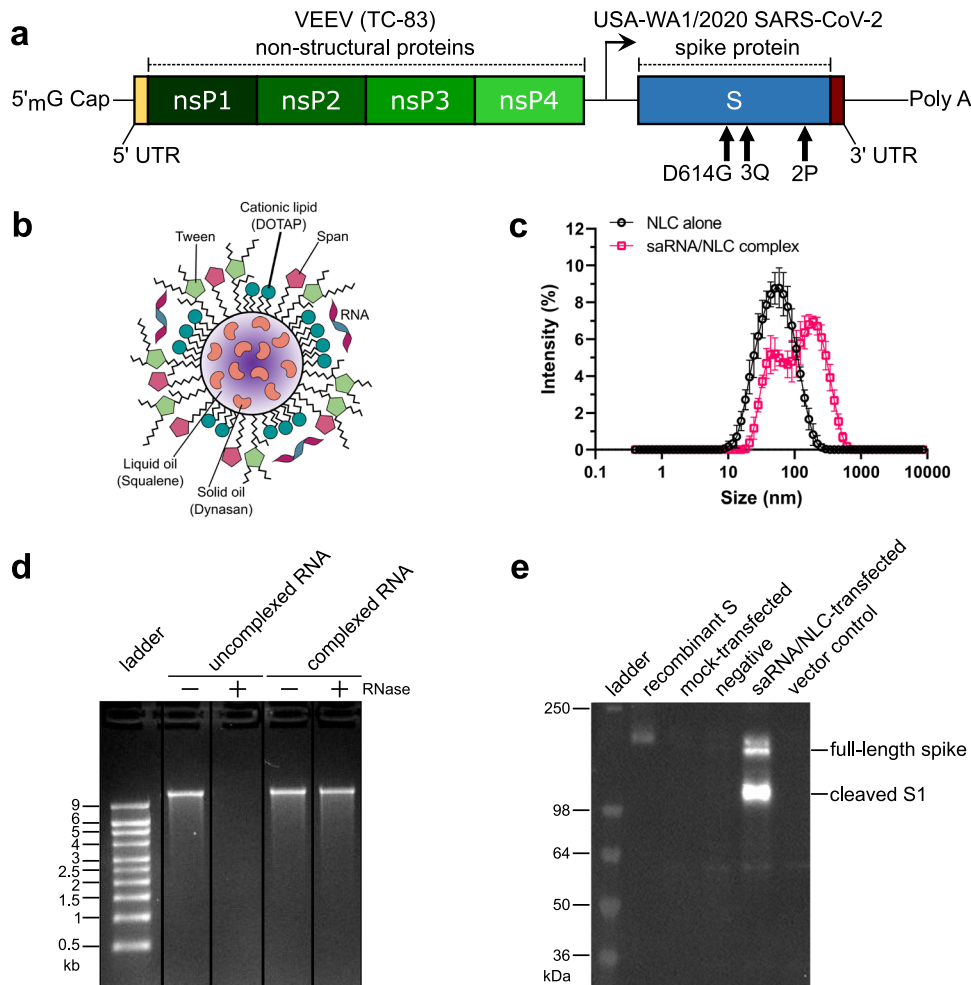 a
VEEV (TC-83)
non-structural proteins
USA-WA1/2020 SARS-CoV-2
spike protein
5'mG Cap
nsP1
nsP2
nsP3
nsP4
S
Poly A
5' UTR
D614G
3Q
2P
3' UTR
b
Cationic lipid
(DOTAP)
Tween
Span
RNA
Liquid oil
(Squalene)
Solid oil
(Dynasan)
c
NLC alone
saRNA/NLC complex
Intensity (%)
12
10
8
6
4
2
0
0.1
1
10
100
1000
10000
Size (nm)
d
ladder
uncomplexed RNA
complexed RNA
− + − + RNase
9
6
5
4
3
2.5
2
1.5
1
0.5
kb
e
ladder
recombinant S
mock-transfected
negative
saRNA/NLC-transfected
vector control
250
98
64
50
36
kDa
full-length spike
cleaved S1